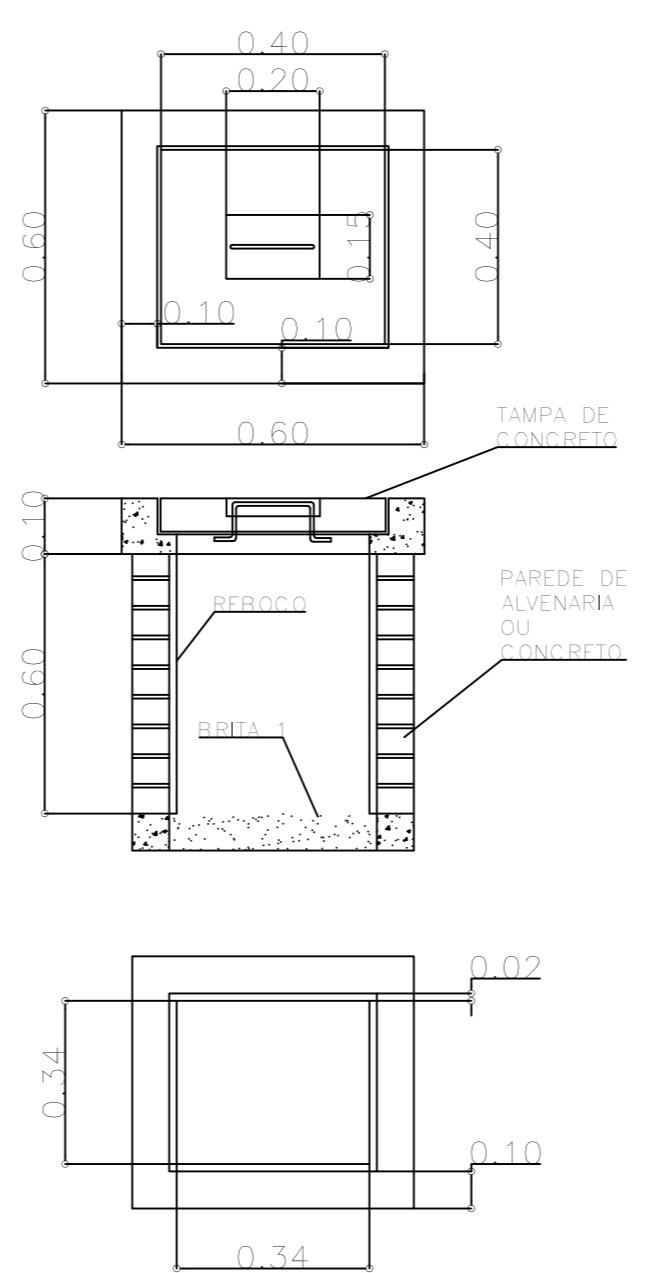 0.40
0.20
0.60
0.15
0.40
0.10
0.10
0.60
TAMPA DE
CONCRETO
0.10
PAREDE DE
ALVENARIA
OU
CONCRETO
REBOCO
0.60
BRITA 1
0.02
0.34
0.10
0.34